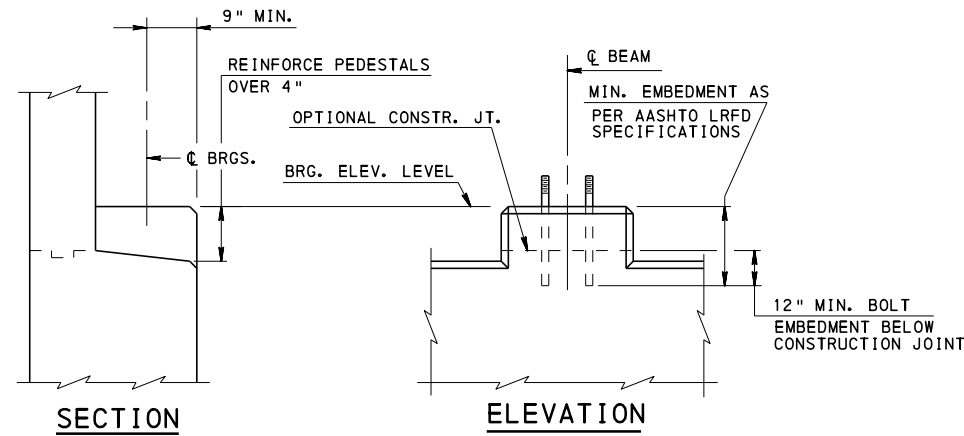 9" MIN.
REINFORCE PEDESTALS
OVER 4"
℄ BEAM
MIN. EMBEDMENT AS
PER AASHTO LRFD
SPECIFICATIONS
OPTIONAL CONSTR. JT.
℄ BRGS.
BRG. ELEV. LEVEL
12" MIN. BOLT
EMBEDMENT BELOW
CONSTRUCTION JOINT
SECTION
ELEVATION